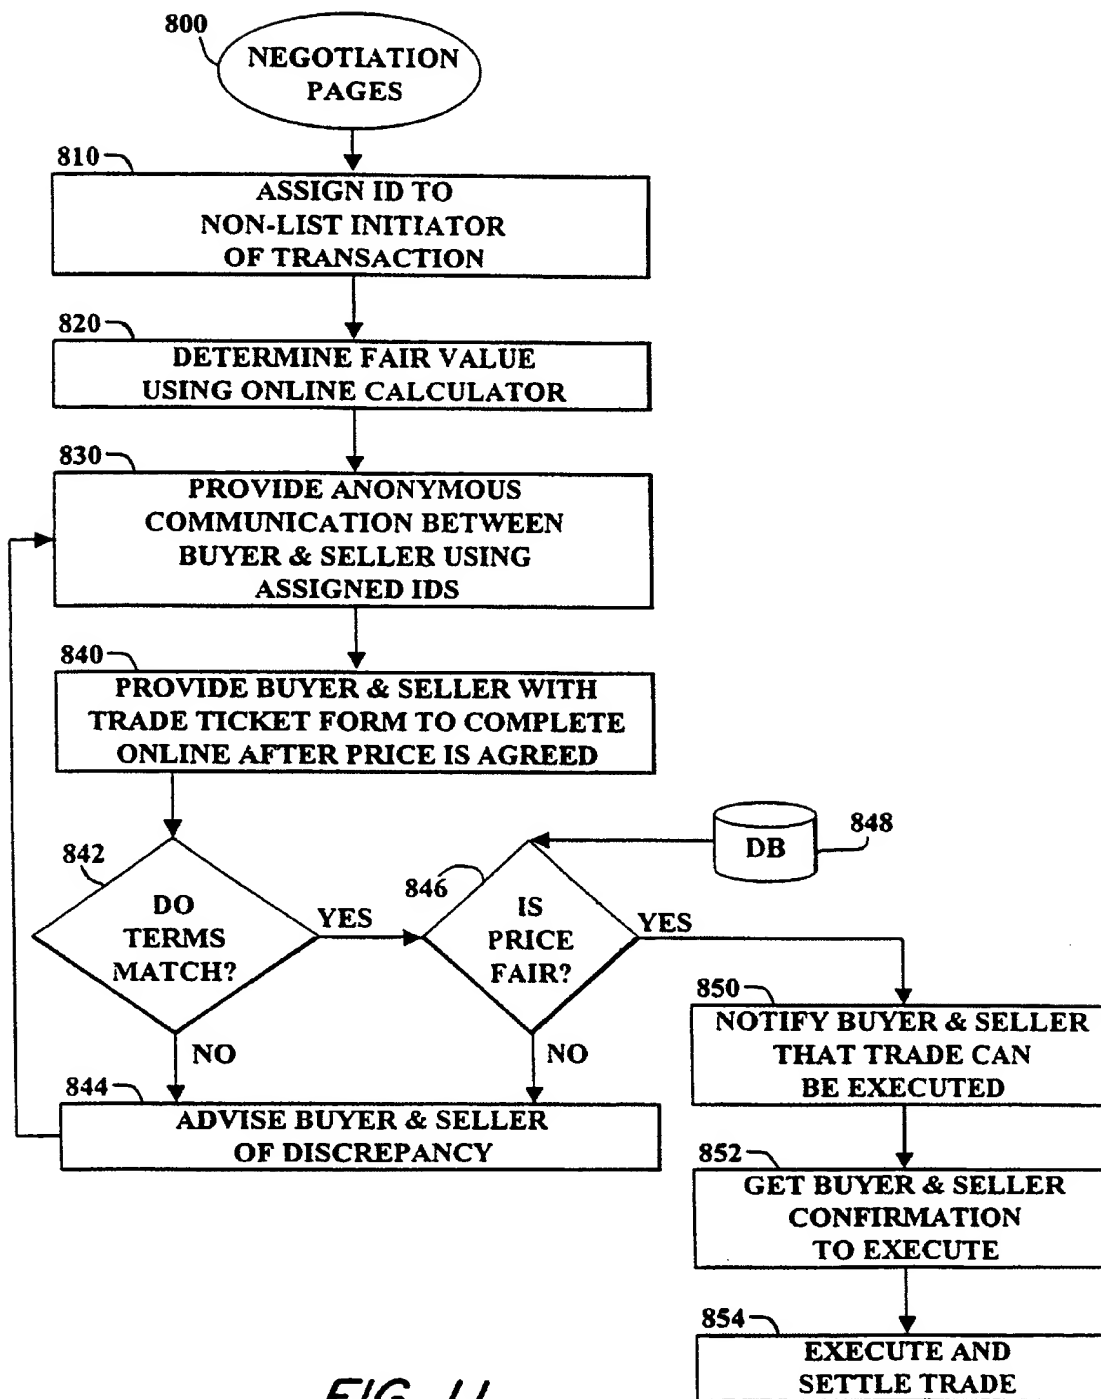 800
NEGOTIATION
PAGES
810
ASSIGN ID TO
NON-LIST INITIATOR
OF TRANSACTION
820
DETERMINE FAIR VALUE
USING ONLINE CALCULATOR
830
PROVIDE ANONYMOUS
COMMUNICATION BETWEEN
BUYER & SELLER USING
ASSIGNED IDS
840
PROVIDE BUYER & SELLER WITH
TRADE TICKET FORM TO COMPLETE
ONLINE AFTER PRICE IS AGREED
842
DO
TERMS
MATCH?
YES
NO
846
IS
PRICE
FAIR?
YES
NO
DB
848
844
ADVISE BUYER & SELLER
OF DISCREPANCY
850
NOTIFY BUYER & SELLER
THAT TRADE CAN
BE EXECUTED
852
GET BUYER & SELLER
CONFIRMATION
TO EXECUTE
854
EXECUTE AND
SETTLE TRADE
FIG. 11